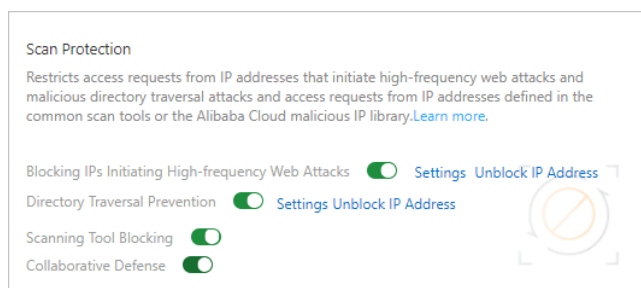 Scan Protection
Restricts access requests from IP addresses that initiate high-frequency web attacks and
malicious directory traversal attacks and access requests from IP addresses defined in the
common scan tools or the Alibaba Cloud malicious IP library.Learn more.
Blocking IPs Initiating High-frequency Web Attacks Settings Unblock IP Address
Directory Traversal Prevention Settings Unblock IP Address
Scanning Tool Blocking
Collaborative Defense